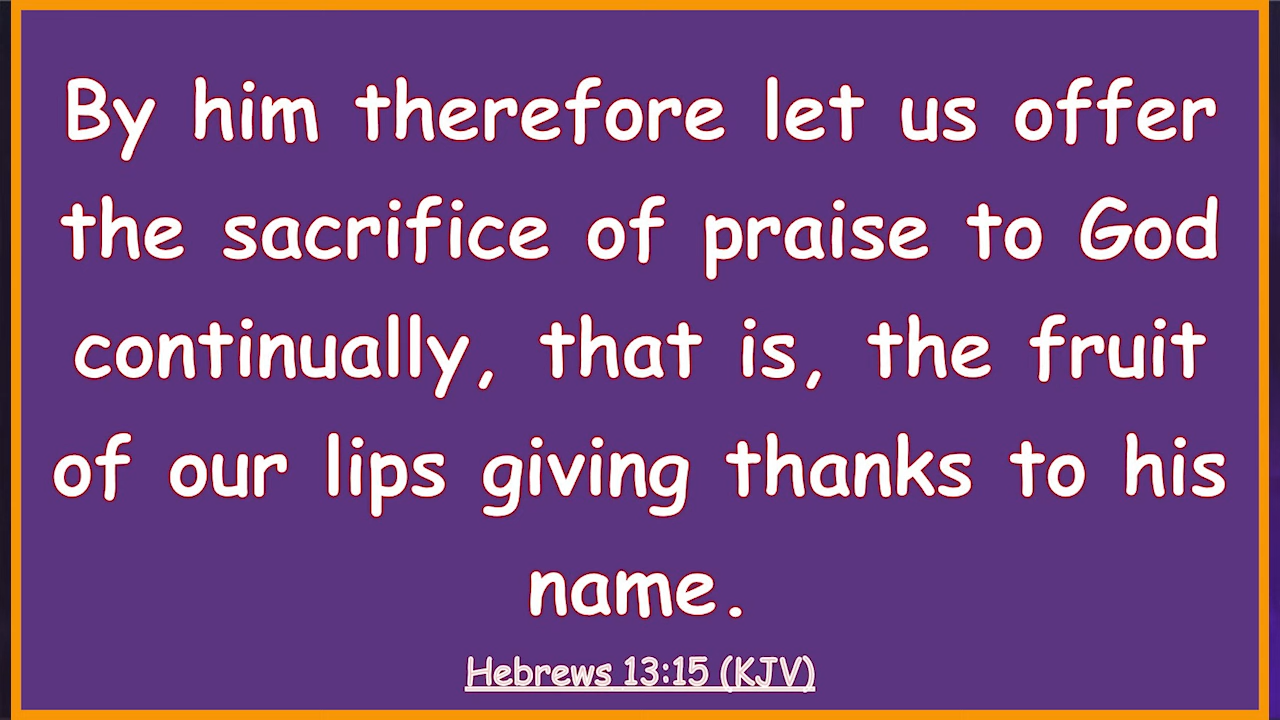 By him therefore let us offer
the sacrifice of praise to God
continually, that is, the fruit
of our lips giving thanks to his
name.
Hebrews 13:15 (KJV)